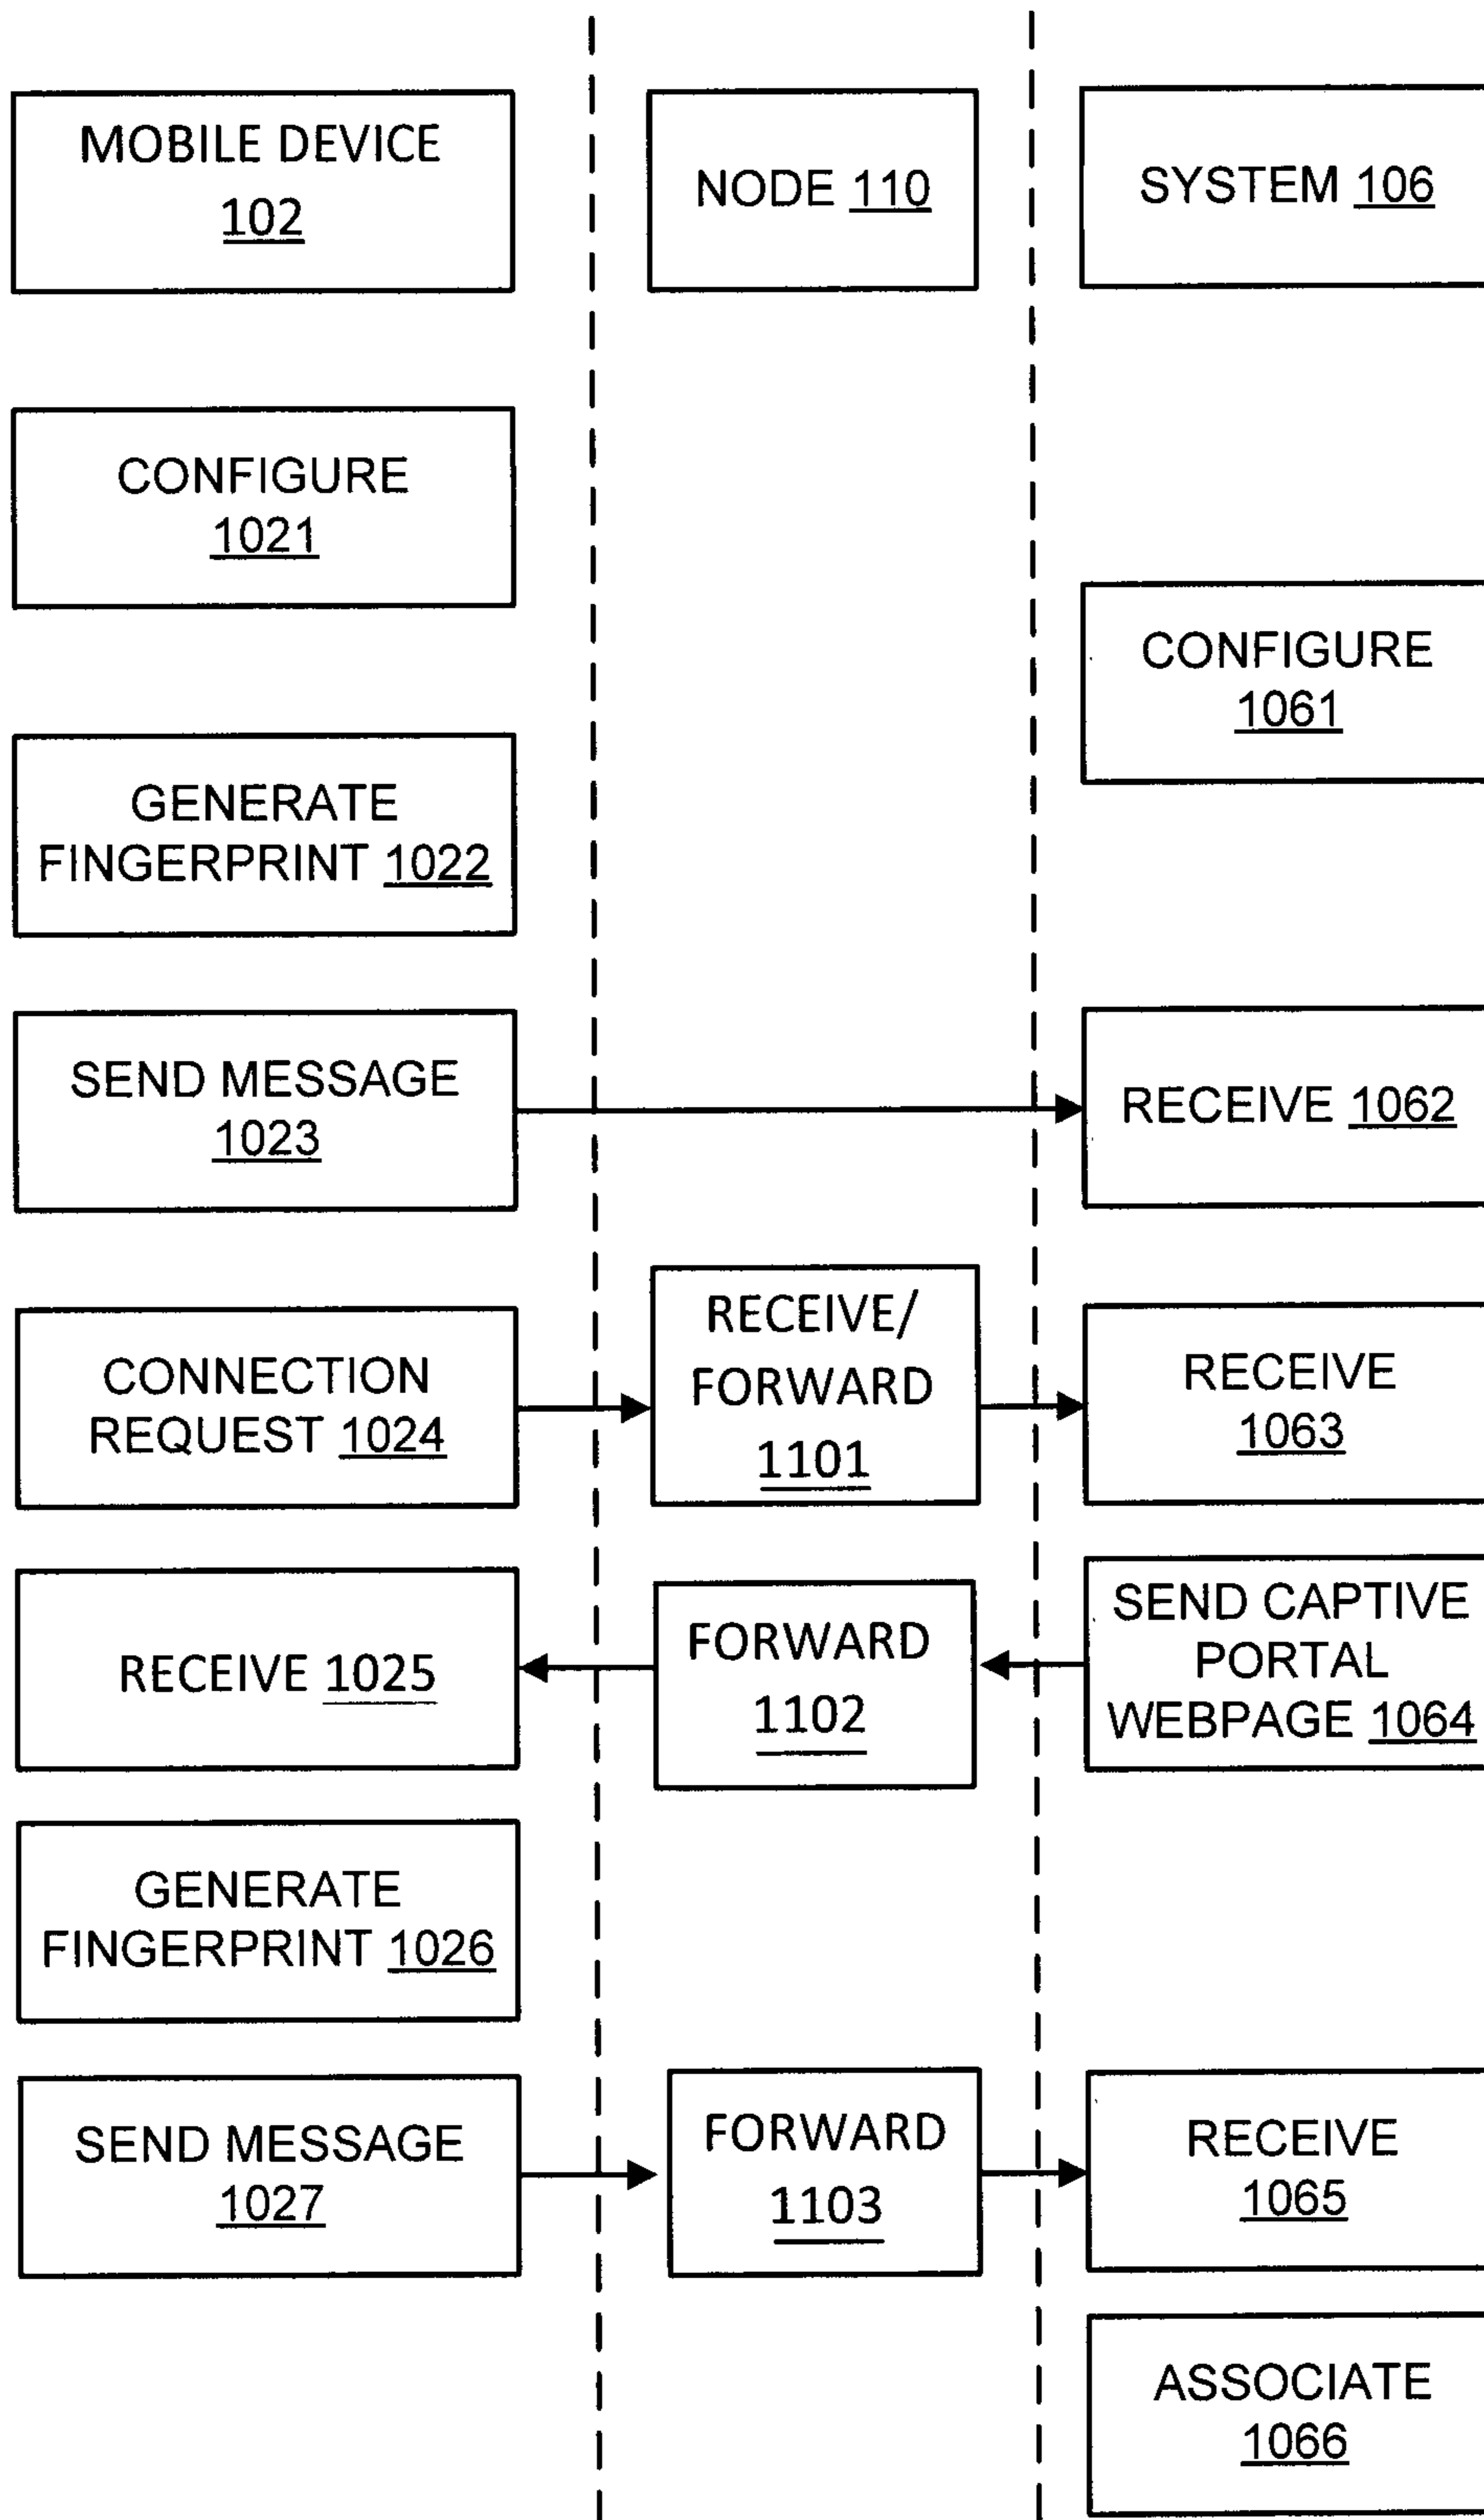 MOBILE DEVICE
102
NODE 110
SYSTEM 106
CONFIGURE
1021
CONFIGURE
1061
GENERATE
FINGERPRINT 1022
SEND MESSAGE
1023
RECEIVE 1062
CONNECTION
REQUEST 1024
RECEIVE/
FORWARD
1101
RECEIVE
1063
RECEIVE 1025
FORWARD
1102
SEND CAPTIVE
PORTAL
WEBPAGE 1064
GENERATE
FINGERPRINT 1026
SEND MESSAGE
1027
FORWARD
1103
RECEIVE
1065
ASSOCIATE
1066